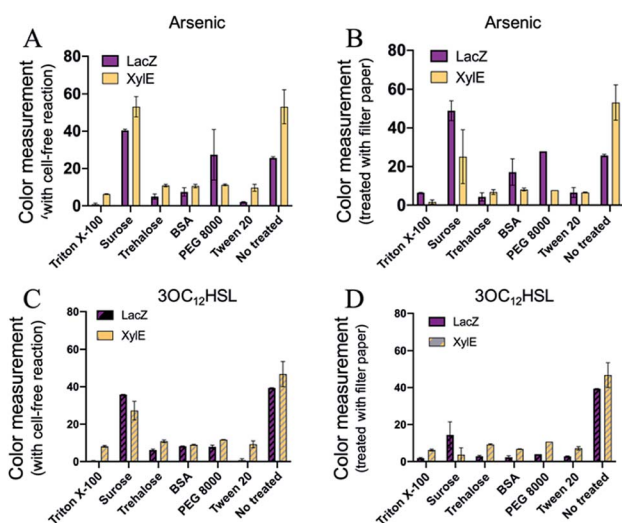 A
Arsenic
Color measurement
(with cell-free reaction)
80
60
40
20
0
LacZ
XylE
Triton X-100
Surose
Trehalose
BSA
PEG 8000
Tween 20
No treated
B
Arsenic
Color measurement
(treated with filter paper)
80
60
40
20
0
LacZ
XylE
Triton X-100
Surose
Trehalose
BSA
PEG 8000
Tween 20
No treated
C
3OC₁₂HSL
Color measurement
(with cell-free reaction)
80
60
40
20
0
LacZ
XylE
Triton X-100
Surose
Trehalose
BSA
PEG 8000
Tween 20
No treated
D
3OC₁₂HSL
Color measurement
(treated with filter paper)
80
60
40
20
0
LacZ
XylE
Triton X-100
Surose
Trehalose
BSA
PEG 8000
Tween 20
No treated